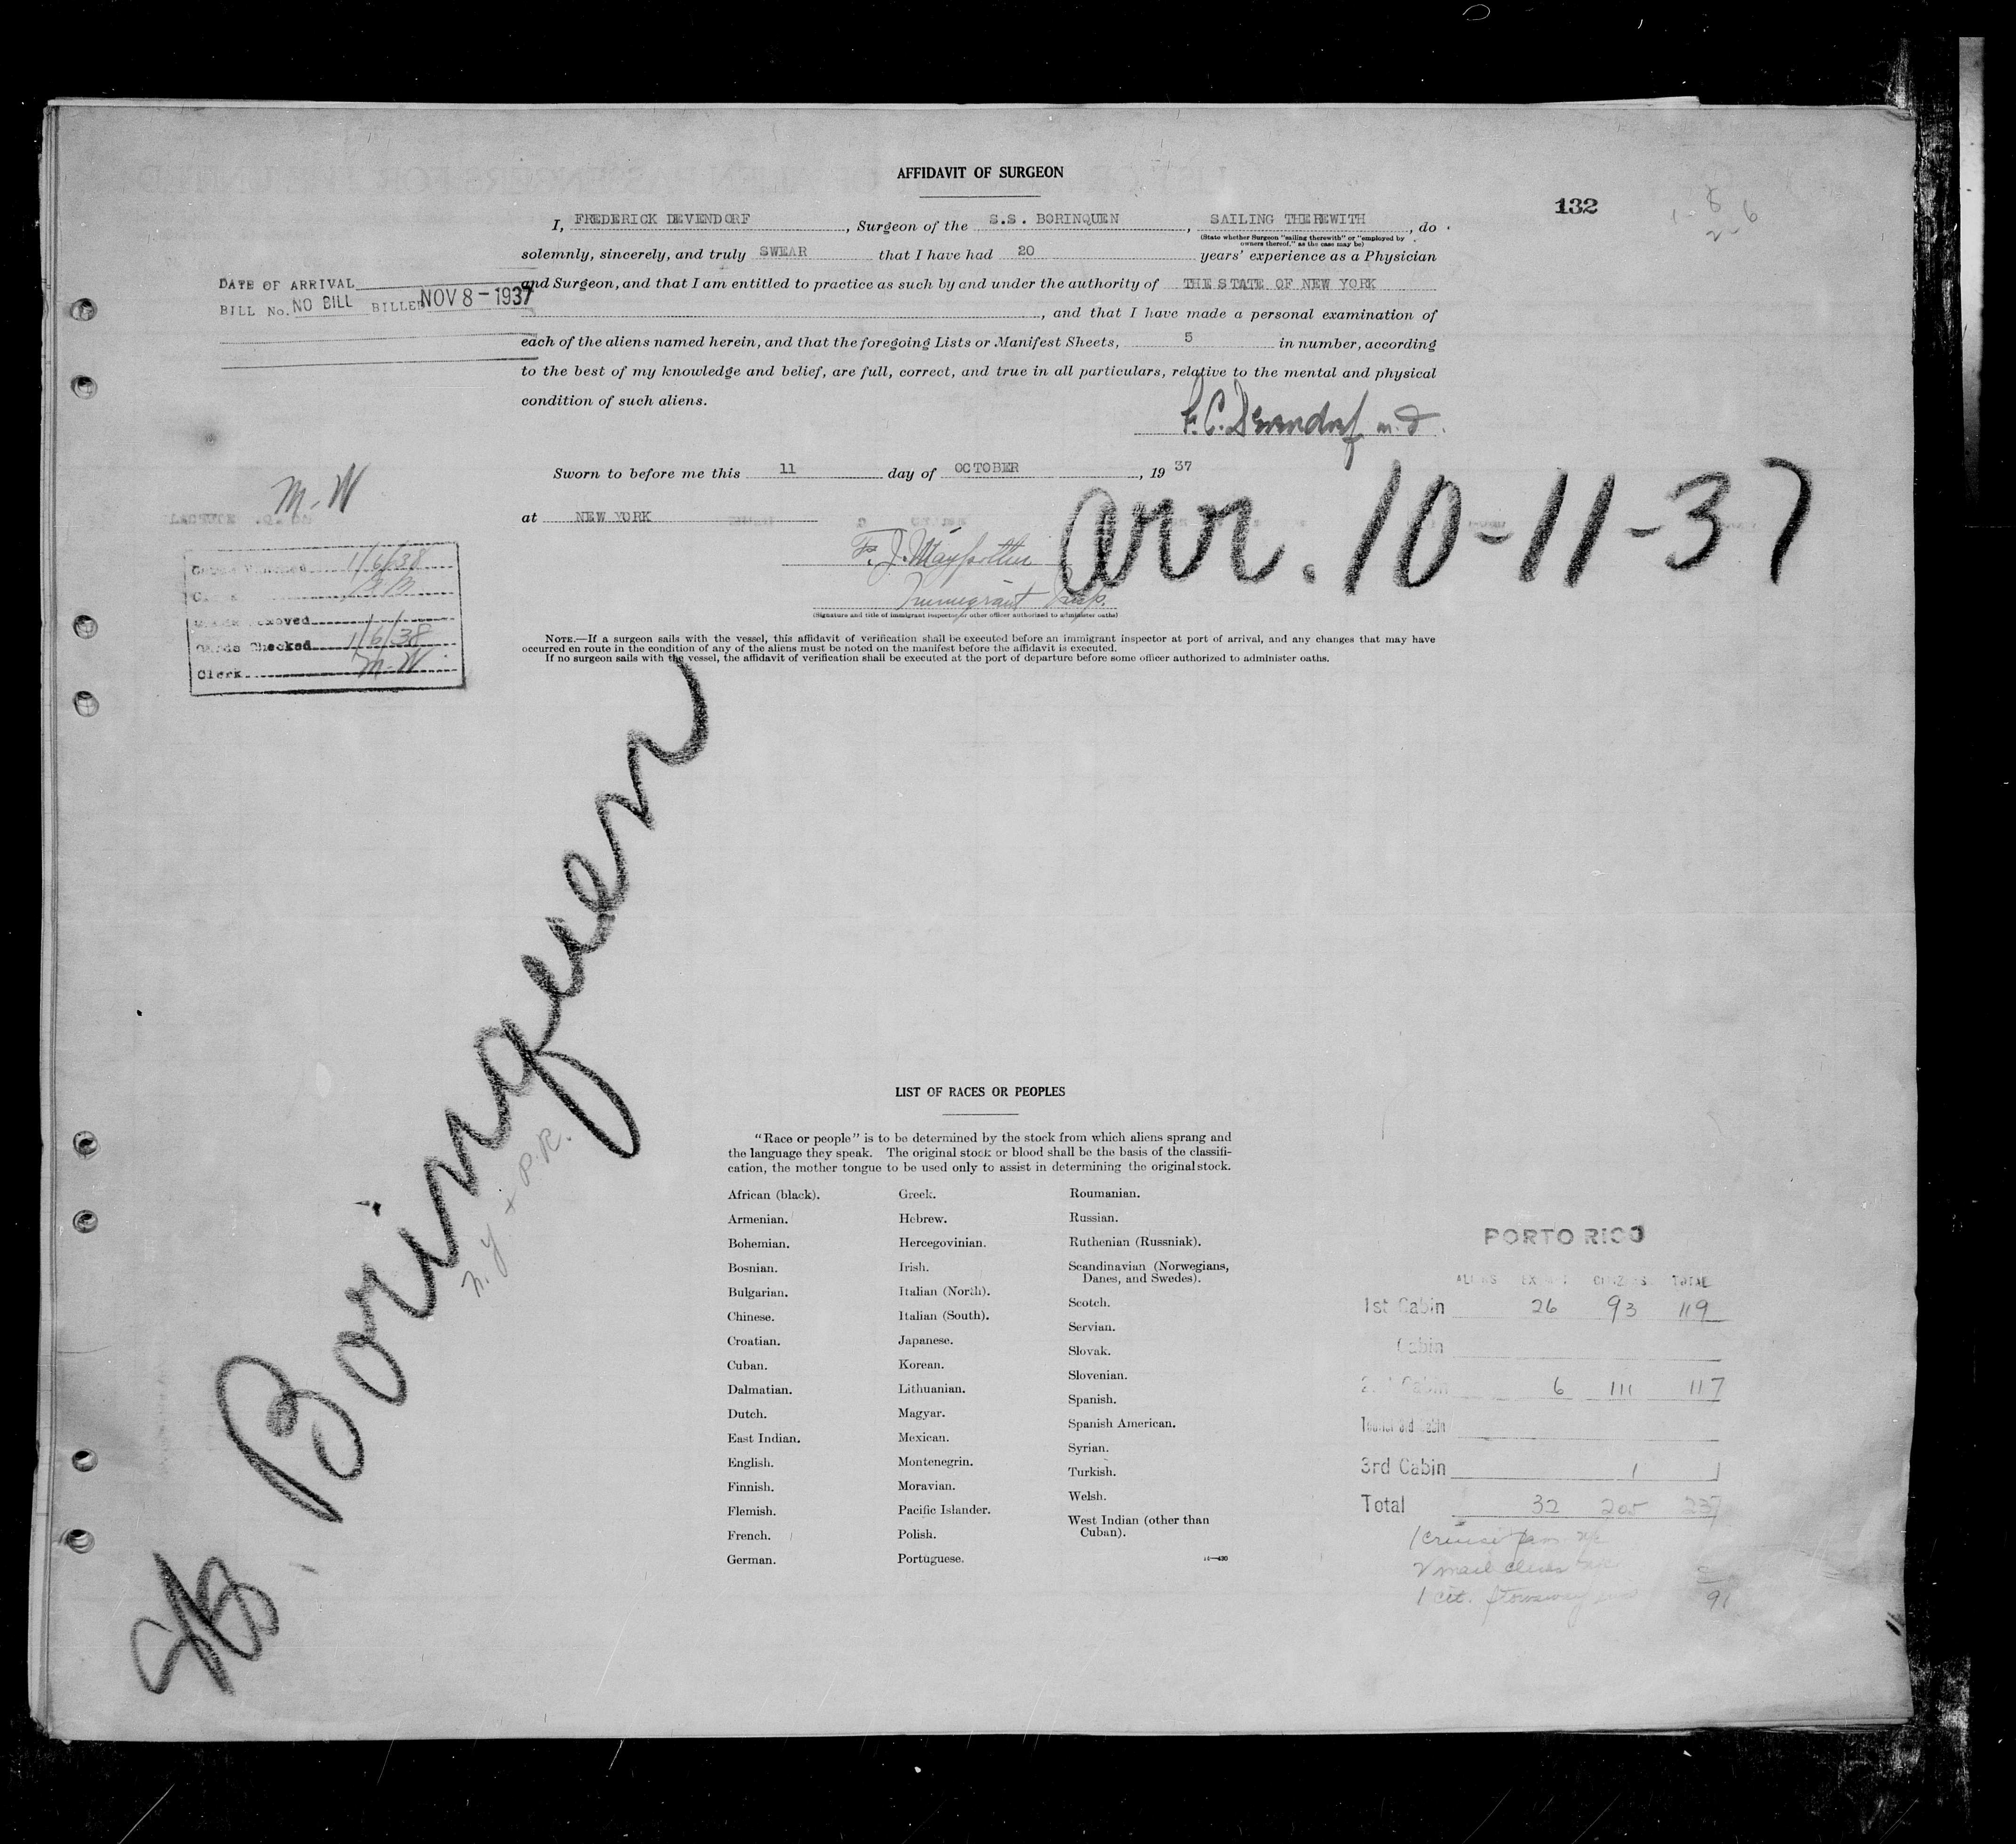 AFFIDAVIT OF SURGEON
132
I, FREDERICK DEVENDORF, Surgeon of the S.S. BORINQUEN, SAILING THEREWITH, do
(State whether Surgeon "sailing therewith" or "employed by owners thereof," as the case may be)
solemnly, sincerely, and truly SWEAR that I have had 20 years' experience as a Physician
and Surgeon, and that I am entitled to practice as such by and under the authority of THE STATE OF NEW YORK
, and that I have made a personal examination of
each of the aliens named herein, and that the foregoing Lists or Manifest Sheets, 5 in number, according
to the best of my knowledge and belief, are full, correct, and true in all particulars, relative to the mental and physical
condition of such aliens.
DATE OF ARRIVAL
BILL No. NO BILL BILLED NOV 8-1937
F. C. Devendorf M.D.
Sworn to before me this 11 day of OCTOBER, 19 37
at NEW YORK
arr. 10-11-37
F. J.
Immigrant Insp.
(Signature and title of immigrant inspector or other officer authorized to administer oaths)
M-W
1/6/38
Cards Checked 1/6/38
Clerk M-W
NOTE.—If a surgeon sails with the vessel, this affidavit of verification shall be executed before an immigrant inspector at port of arrival, and any changes that may have
occurred en route in the condition of any of the aliens must be noted on the manifest before the affidavit is executed.
If no surgeon sails with the vessel, the affidavit of verification shall be executed at the port of departure before some officer authorized to administer oaths.
Borinqueen
N.Y + P.R.
LIST OF RACES OR PEOPLES
"Race or people" is to be determined by the stock from which aliens sprang and
the language they speak. The original stock or blood shall be the basis of the classifi-
cation, the mother tongue to be used only to assist in determining the original stock.
African (black).
Armenian.
Bohemian.
Bosnian.
Bulgarian.
Chinese.
Croatian.
Cuban.
Dalmatian.
Dutch.
East Indian.
English.
Finnish.
Flemish.
French.
German.
Greek.
Hebrew.
Hercegovinian.
Irish.
Italian (North).
Italian (South).
Japanese.
Korean.
Lithuanian.
Magyar.
Mexican.
Montenegrin.
Moravian.
Pacific Islander.
Polish.
Portuguese.
Roumanian.
Russian.
Ruthenian (Russniak).
Scandinavian (Norwegians,
Danes, and Swedes).
Scotch.
Servian.
Slovak.
Slovenian.
Spanish.
Spanish American.
Syrian.
Turkish.
Welsh.
West Indian (other than
Cuban).
PORTO RICO
TOTAL
1st Cabin 26 93 119
Cabin
2nd Cabin 6 111 117
3rd Cabin 1 1
Total 32 205 237
1 cit. stowaway
91